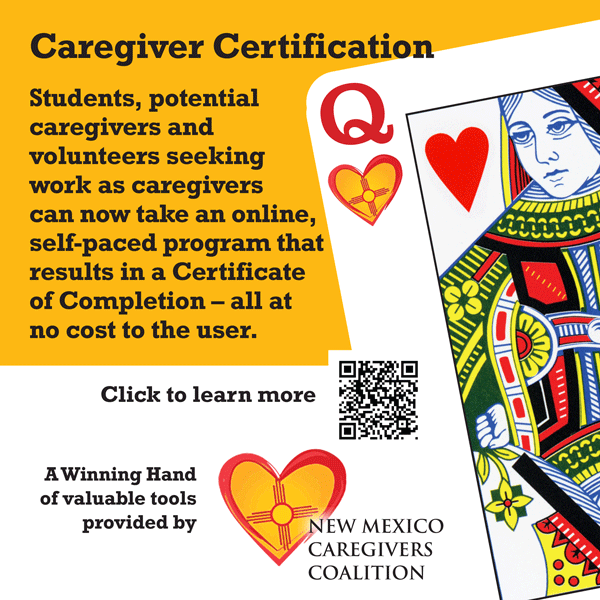 Caregiver Certification
Students, potential
caregivers and
volunteers seeking
work as caregivers
can now take an online,
self-paced program that
results in a Certificate
of Completion – all at
no cost to the user.
Q
Click to learn more
A Winning Hand
of valuable tools
provided by
NEW MEXICO
CAREGIVERS
COALITION